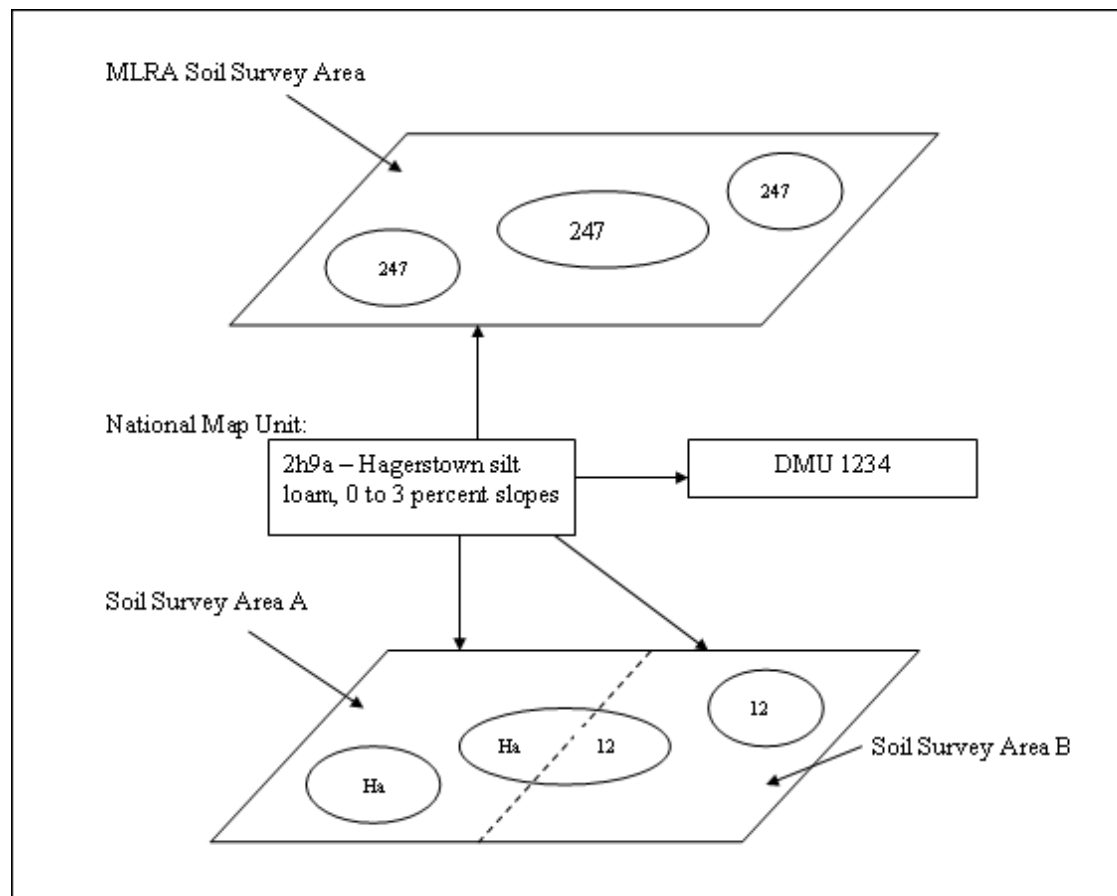 MLRA Soil Survey Area
247
247
247
National Map Unit:
2h9a – Hagerstown silt
loam, 0 to 3 percent slopes
DMU 1234
Soil Survey Area A
12
Ha 12
Soil Survey Area B
Ha